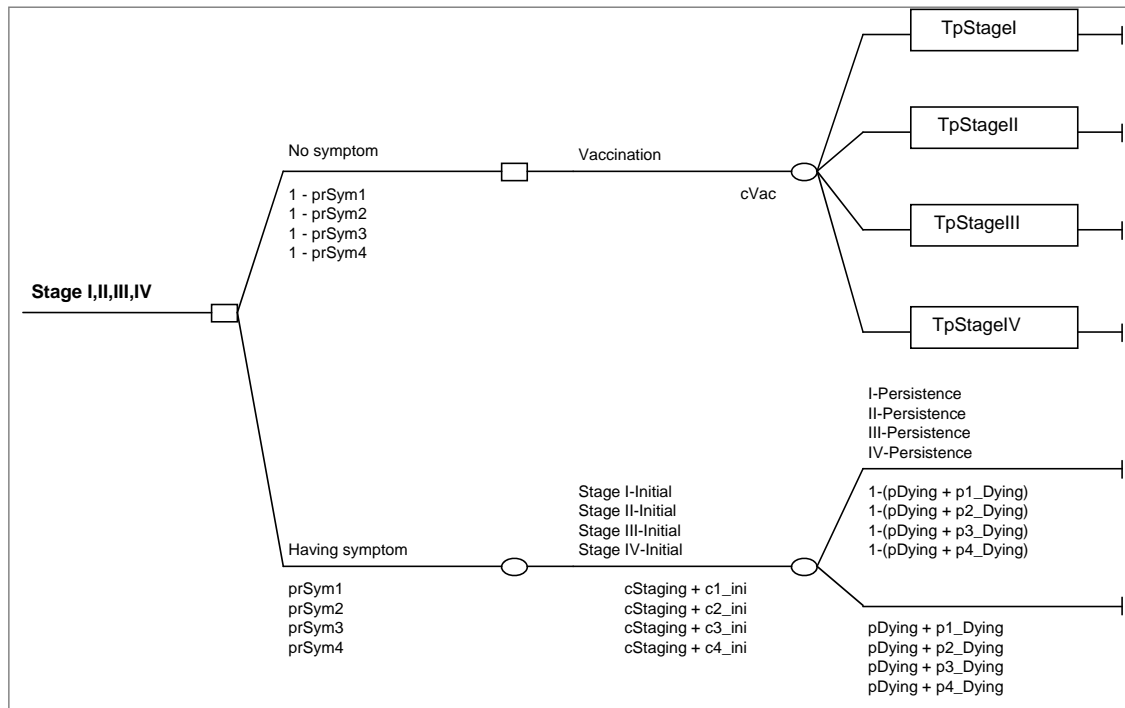 TpStageI
TpStageII
No symptom
Vaccination
1 - prSym1
1 - prSym2
1 - prSym3
1 - prSym4
cVac
TpStageIII
Stage I,II,III,IV
TpStageIV
I-Persistence
II-Persistence
III-Persistence
IV-Persistence
1-(pDying + p1_Dying)
1-(pDying + p2_Dying)
1-(pDying + p3_Dying)
1-(pDying + p4_Dying)
Stage I-Initial
Stage II-Initial
Stage III-Initial
Stage IV-Initial
Having symptom
prSym1
prSym2
prSym3
prSym4
cStaging + c1_ini
cStaging + c2_ini
cStaging + c3_ini
cStaging + c4_ini
pDying + p1_Dying
pDying + p2_Dying
pDying + p3_Dying
pDying + p4_Dying